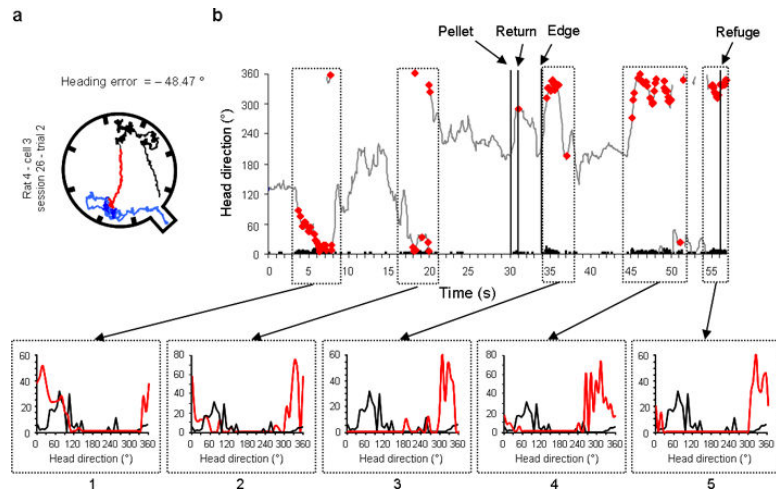 a
Heading error = – 48.47 °
Rat 4 - cell 3
session 26 - trial 2
b
Pellet
Return
Edge
Refuge
Head direction (°)
360
300
240
180
120
60
0
0 5 10 15 20 25 30 35 40 45 50 55
Time (s)
60
40
20
0
0 60 120 180 240 300 360
Head direction (°)
1
80
60
40
20
0
0 60 120 180 240 300 360
Head direction (°)
2
60
40
20
0
0 60 120 180 240 300 360
Head direction (°)
3
80
60
40
20
0
0 60 120 180 240 300 360
Head direction (°)
4
60
40
20
0
0 60 120 180 240 300 360
Head direction (°)
5